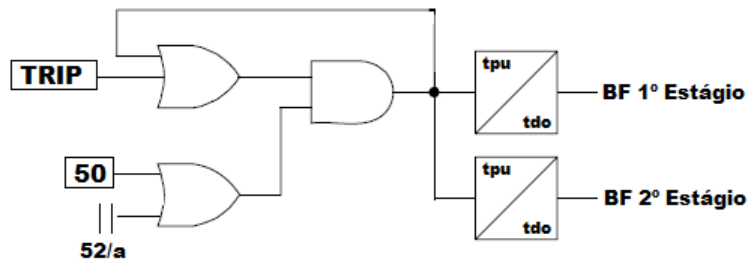 TRIP
50
52/a
tpu
tdo
BF 1º Estágio
tpu
tdo
BF 2º Estágio